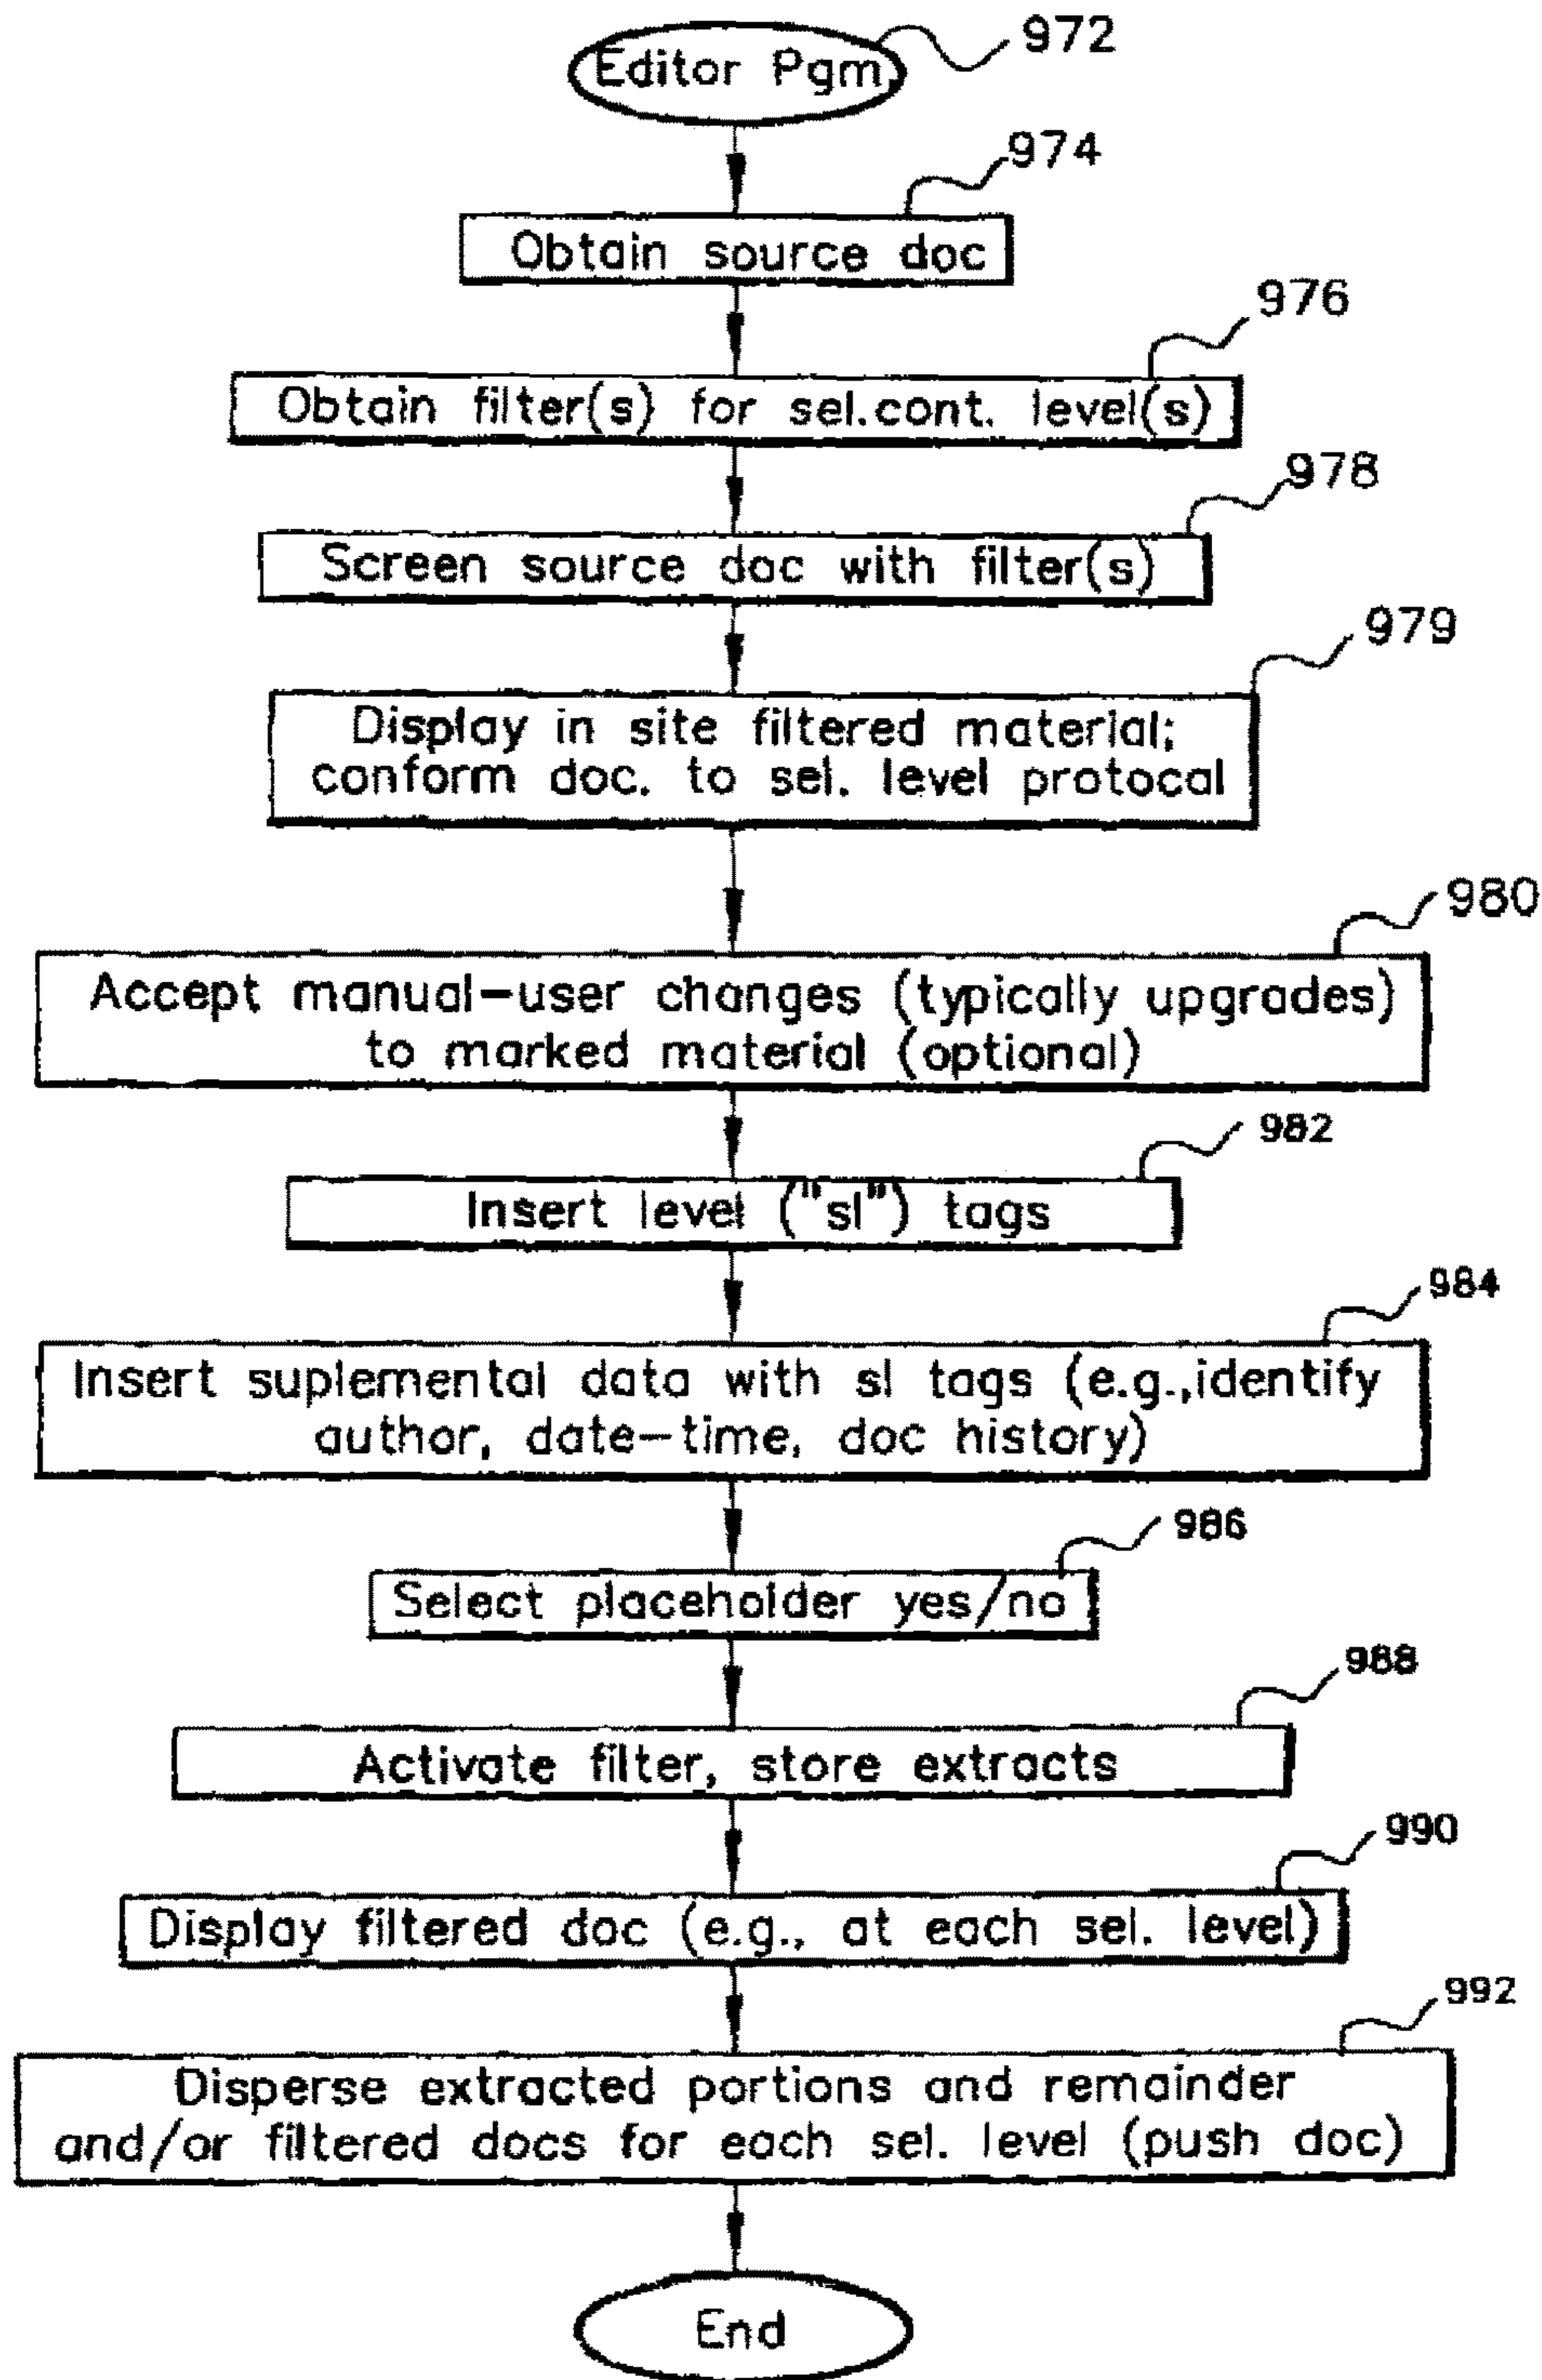 Editor Pgm
972
974
Obtain source doc
976
Obtain filter(s) for sel.cont. level(s)
978
Screen source doc with filter(s)
979
Display in site filtered material;
conform doc. to sel. level protocal
980
Accept manual-user changes (typically upgrades)
to marked material (optional)
982
Insert level ("sl") tags
984
Insert suplemental data with sl tags (e.g.,identify
author, date-time, doc history)
986
Select placeholder yes/no
988
Activate filter, store extracts
990
Display filtered doc (e.g., at each sel. level)
992
Disperse extracted portions and remainder
and/or filtered docs for each sel. level (push doc)
End